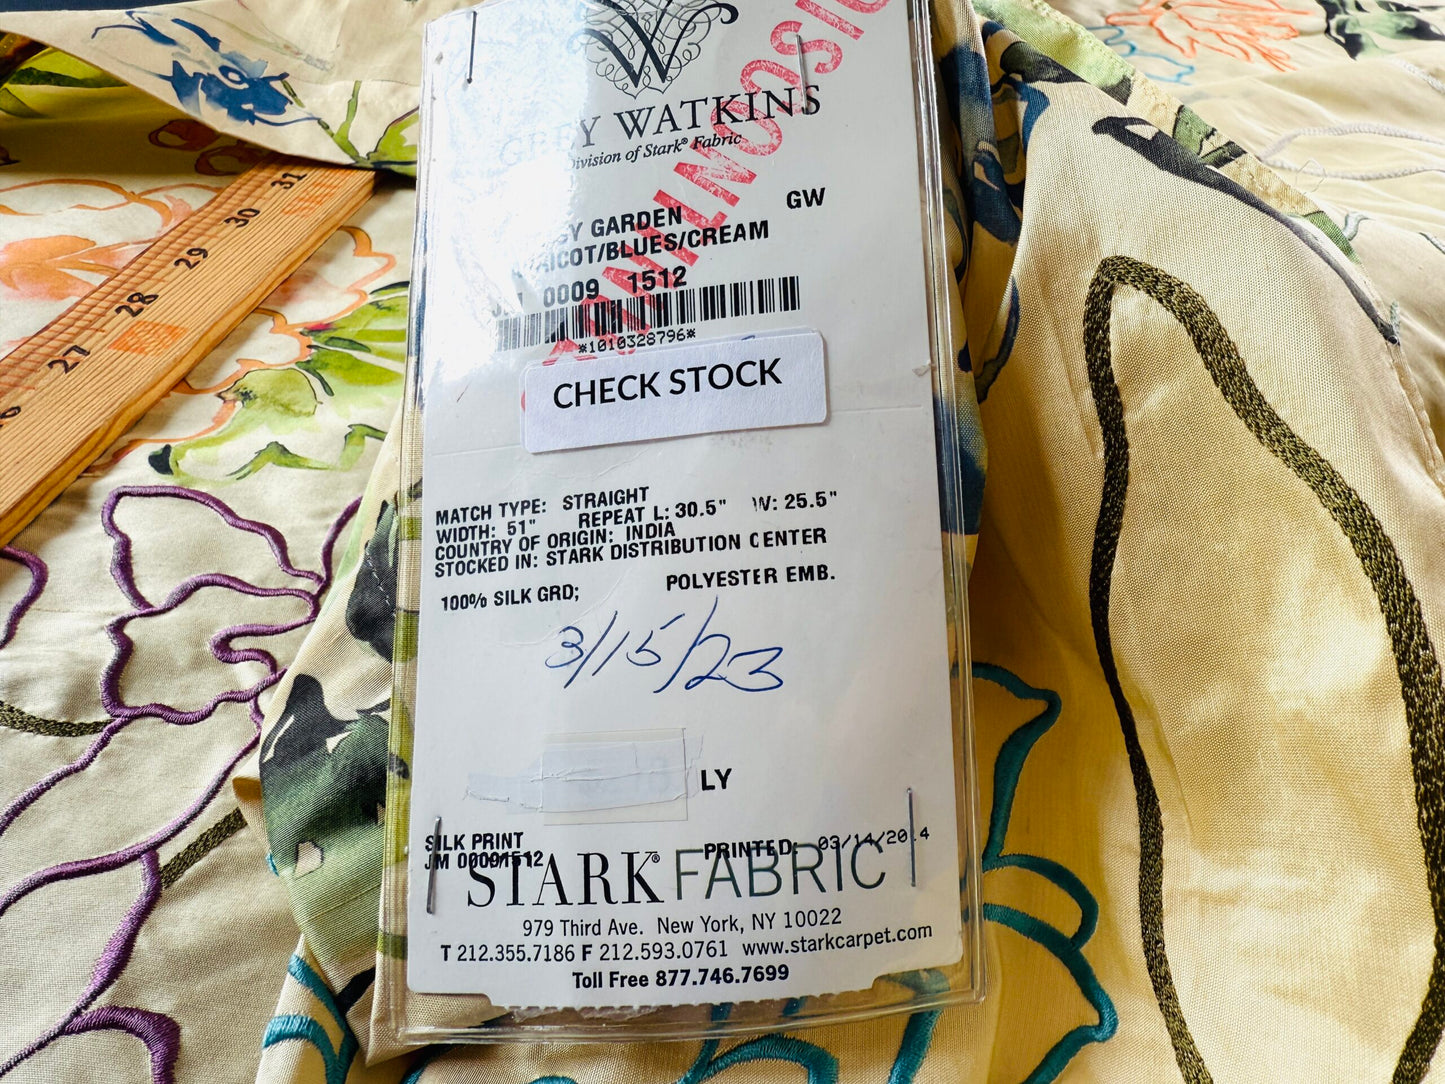 W
GREY WATKINS
Division of Stark® Fabric
GARDEN GW
/BLUES/CREAM
JM 0009 1512
*1010328796*
CHECK STOCK
MATCH TYPE: STRAIGHT
WIDTH: 51" REPEAT L: 30.5" W: 25.5"
COUNTRY OF ORIGIN: INDIA
STOCKED IN: STARK DISTRIBUTION CENTER
100% SILK GRD; POLYESTER EMB.
3/15/23
LY
SILK PRINT
JM 00091512 PRINTED: 03/14/2014
STARK® FABRIC
979 Third Ave. New York, NY 10022
T 212.355.7186 F 212.593.0761 www.starkcarpet.com
Toll Free 877.746.7699
27 28 29 30 31